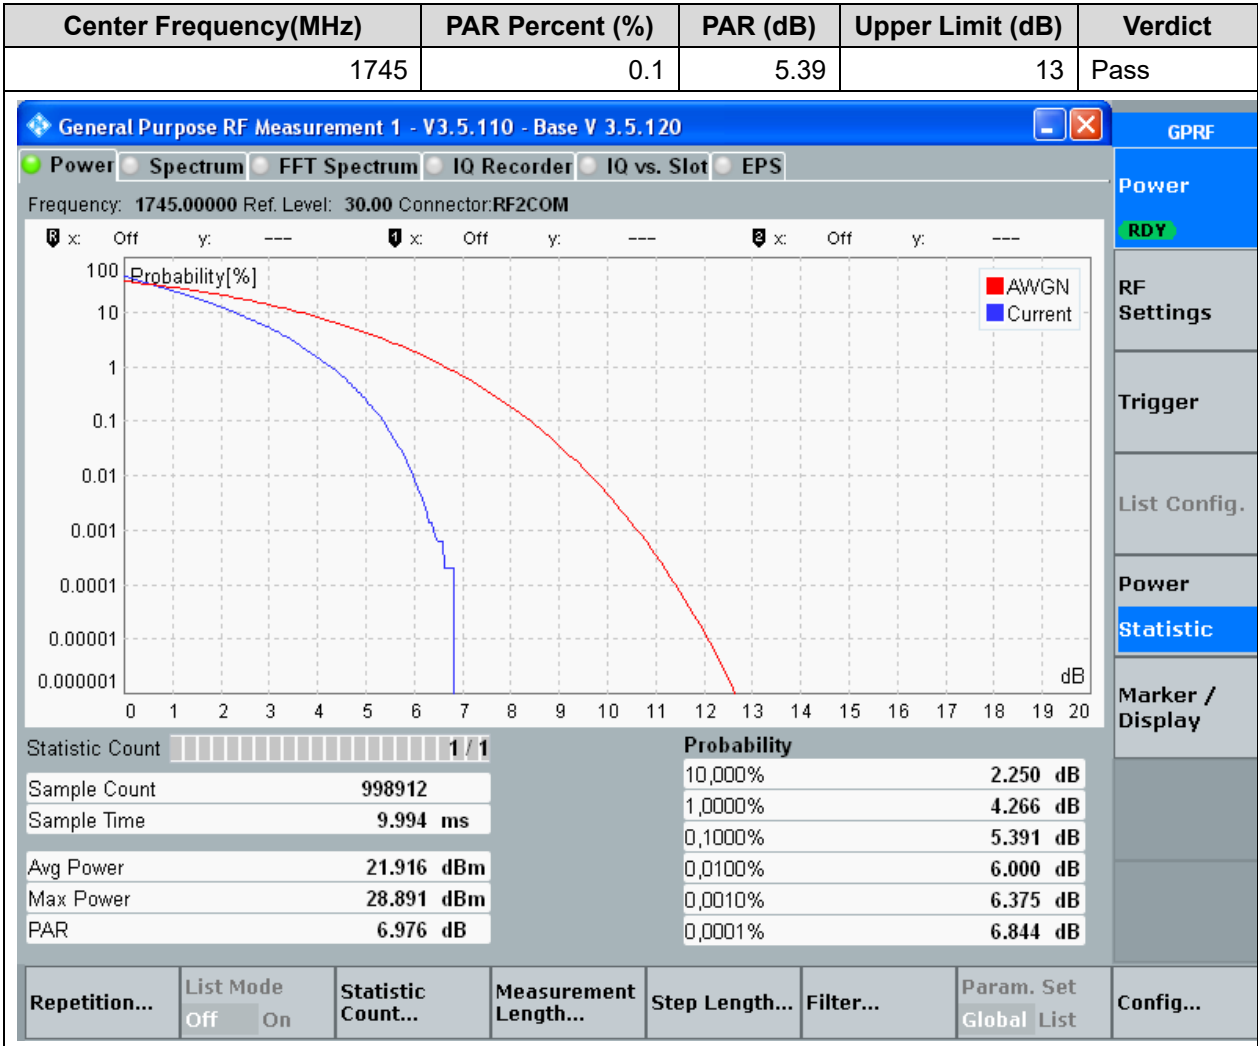 Center Frequency(MHz) PAR Percent (%) PAR (dB) Upper Limit (dB) Verdict
1745 0.1 5.39 13 Pass
General Purpose RF Measurement 1 - V3.5.110 - Base V 3.5.120
GPRF
Power Spectrum FFT Spectrum IQ Recorder IQ vs. Slot EPS
Frequency: 1745.00000 Ref. Level: 30.00 Connector:RF2COM
R x: Off y: --- 1 x: Off y: --- 2 x: Off y: ---
Probability[%]
AWGN
Current
100
10
1
0.1
0.01
0.001
0.0001
0.00001
0.000001
dB
0 1 2 3 4 5 6 7 8 9 10 11 12 13 14 15 16 17 18 19 20
Statistic Count 1 / 1
Sample Count 998912
Sample Time 9.994 ms
Avg Power 21.916 dBm
Max Power 28.891 dBm
PAR 6.976 dB
Probability
10,000% 2.250 dB
1,0000% 4.266 dB
0,1000% 5.391 dB
0,0100% 6.000 dB
0,0010% 6.375 dB
0,0001% 6.844 dB
Power
RDY
RF
Settings
Trigger
List Config.
Power
Statistic
Marker /
Display
Repetition...
List Mode
Off On
Statistic
Count...
Measurement
Length...
Step Length...
Filter...
Param. Set
Global List
Config...